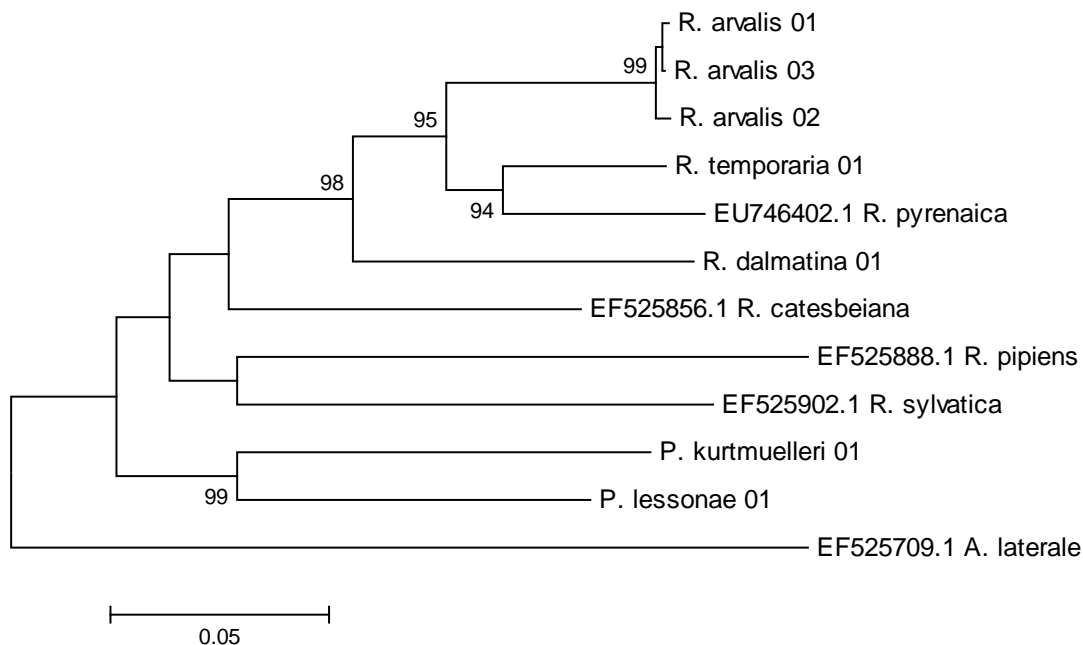 R. arvalis 01
99
R. arvalis 03
R. arvalis 02
95
R. temporaria 01
98
94
EU746402.1 R. pyrenaica
R. dalmatina 01
EF525856.1 R. catesbeiana
EF525888.1 R. pipiens
EF525902.1 R. sylvatica
P. kurtmuelleri 01
99
P. lessonae 01
EF525709.1 A. laterale
0.05